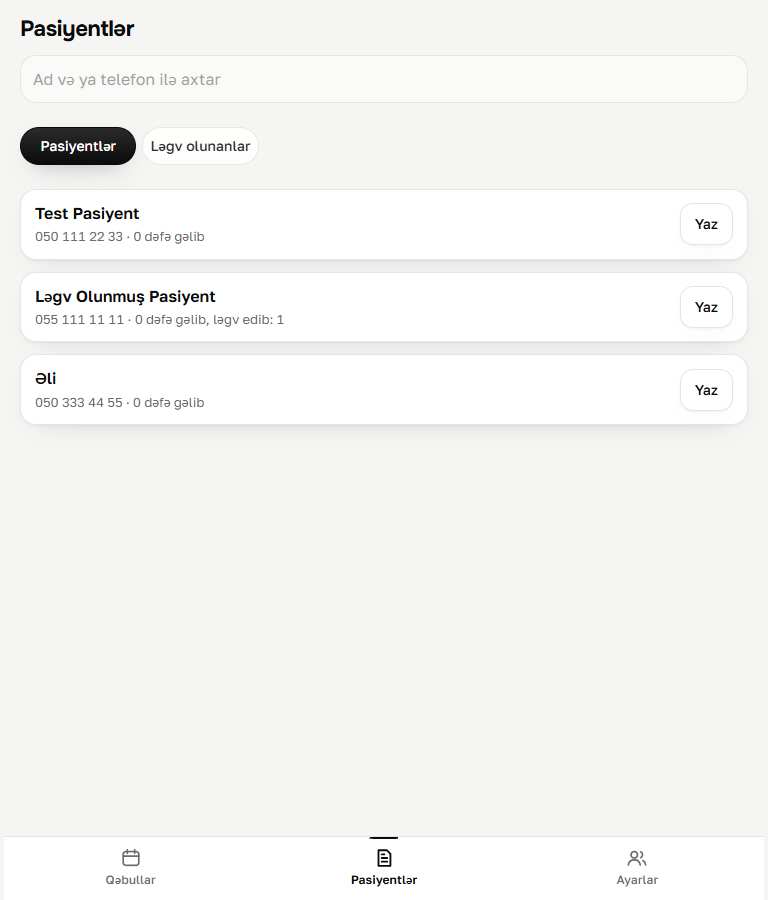 Pasiyentlər
Ad və ya telefon ilə axtar
Pasiyentlər
Ləgv olunanlar
Test Pasiyent
050 111 22 33 · 0 dəfə gəlib
Yaz
Ləgv Olunmuş Pasiyent
055 111 11 11 · 0 dəfə gəlib, ləgv edib: 1
Yaz
Əli
050 333 44 55 · 0 dəfə gəlib
Yaz
Qəbullar
Pasiyentlər
Ayarlar